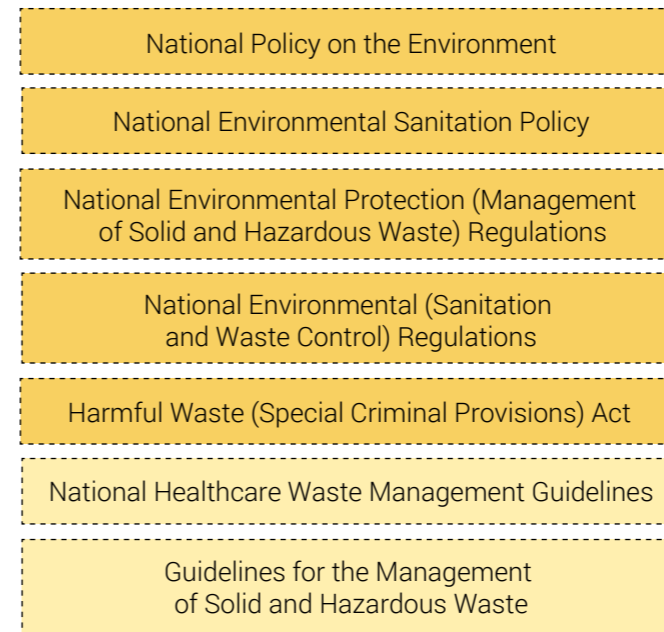 National Policy on the Environment
National Environmental Sanitation Policy
National Environmental Protection (Management
of Solid and Hazardous Waste) Regulations
National Environmental (Sanitation
and Waste Control) Regulations
Harmful Waste (Special Criminal Provisions) Act
National Healthcare Waste Management Guidelines
Guidelines for the Management
of Solid and Hazardous Waste